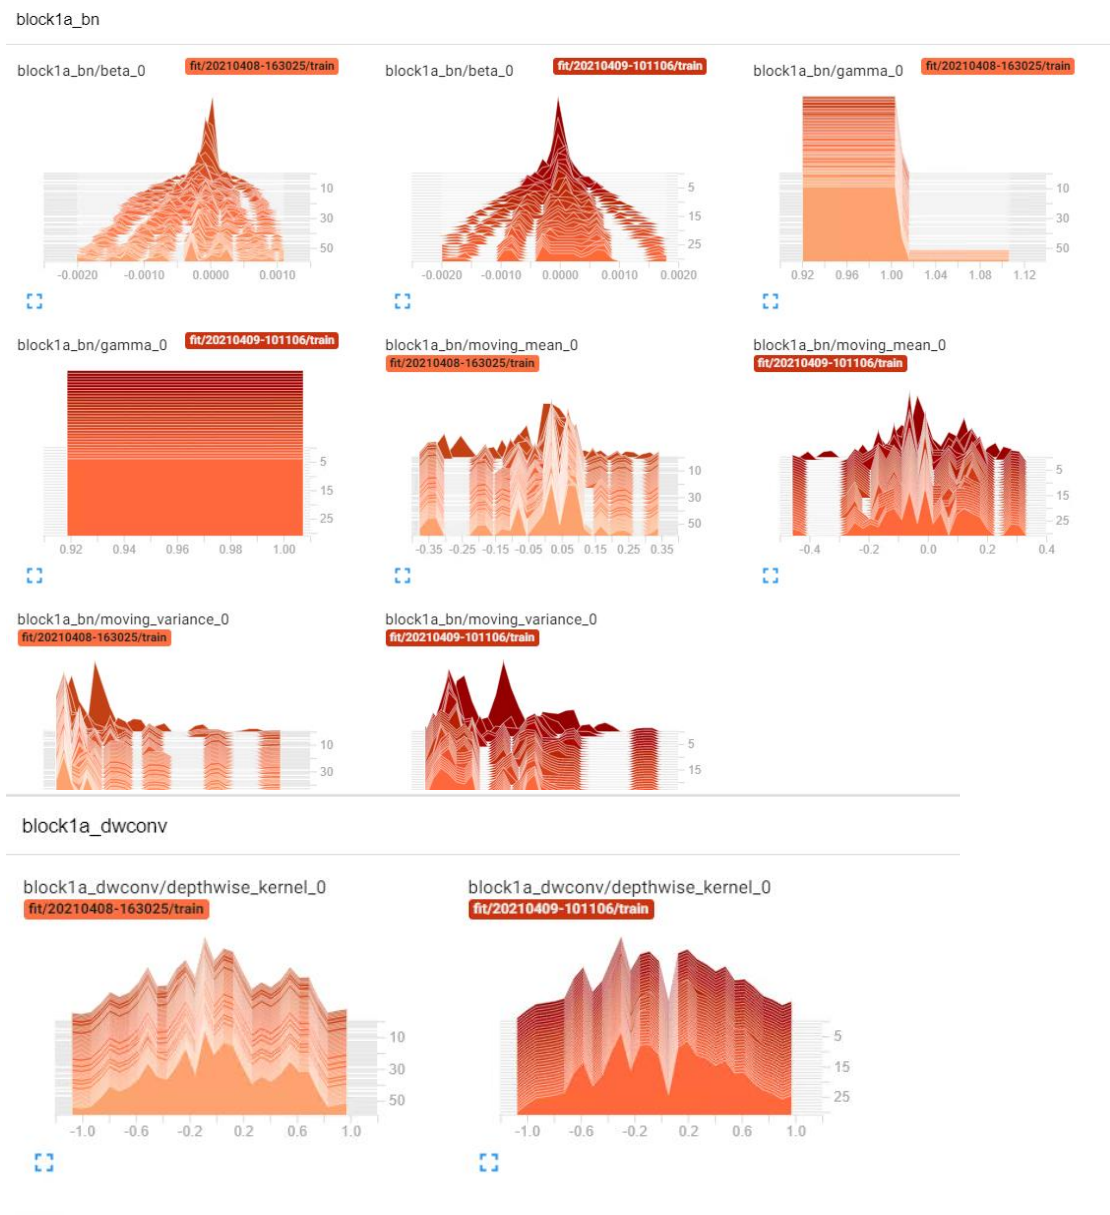 block1a_bn
block1a_bn/beta_0 fit/20210408-163025/train
block1a_bn/beta_0 fit/20210409-101106/train
block1a_bn/gamma_0 fit/20210408-163025/train
10
30
50
-0.0020 -0.0010 0.0000 0.0010
5
15
25
-0.0020 -0.0010 0.0000 0.0010 0.0020
10
30
50
0.92 0.96 1.00 1.04 1.08 1.12
block1a_bn/gamma_0 fit/20210409-101106/train
block1a_bn/moving_mean_0
fit/20210408-163025/train
block1a_bn/moving_mean_0
fit/20210409-101106/train
5
15
25
0.92 0.94 0.96 0.98 1.00
10
30
50
-0.35 -0.25 -0.15 -0.05 0.05 0.15 0.25 0.35
5
15
25
-0.4 -0.2 0.0 0.2 0.4
block1a_bn/moving_variance_0
fit/20210408-163025/train
block1a_bn/moving_variance_0
fit/20210409-101106/train
10
30
5
15
block1a_dwconv
block1a_dwconv/depthwise_kernel_0
fit/20210408-163025/train
block1a_dwconv/depthwise_kernel_0
fit/20210409-101106/train
10
30
50
-1.0 -0.6 -0.2 0.2 0.6 1.0
5
15
25
-1.0 -0.6 -0.2 0.2 0.6 1.0